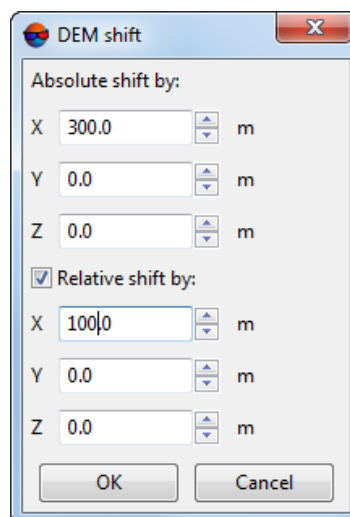 DEM shift
Absolute shift by:
X 300.0 m
Y 0.0 m
Z 0.0 m
Relative shift by:
X 100.0 m
Y 0.0 m
Z 0.0 m
OK Cancel